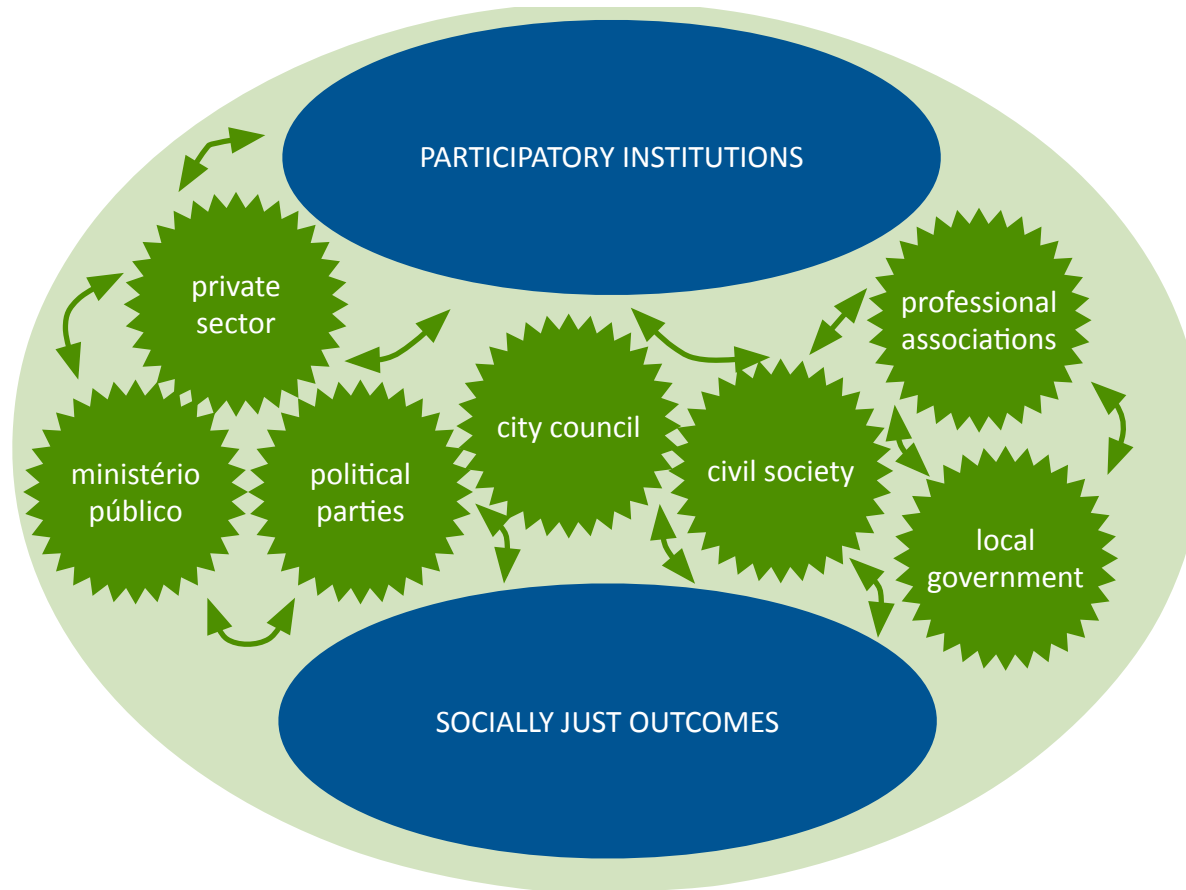 PARTICIPATORY INSTITUTIONS
private
sector
professional
associations
city council
ministério
público
political
parties
civil society
local
government
SOCIALLY JUST OUTCOMES